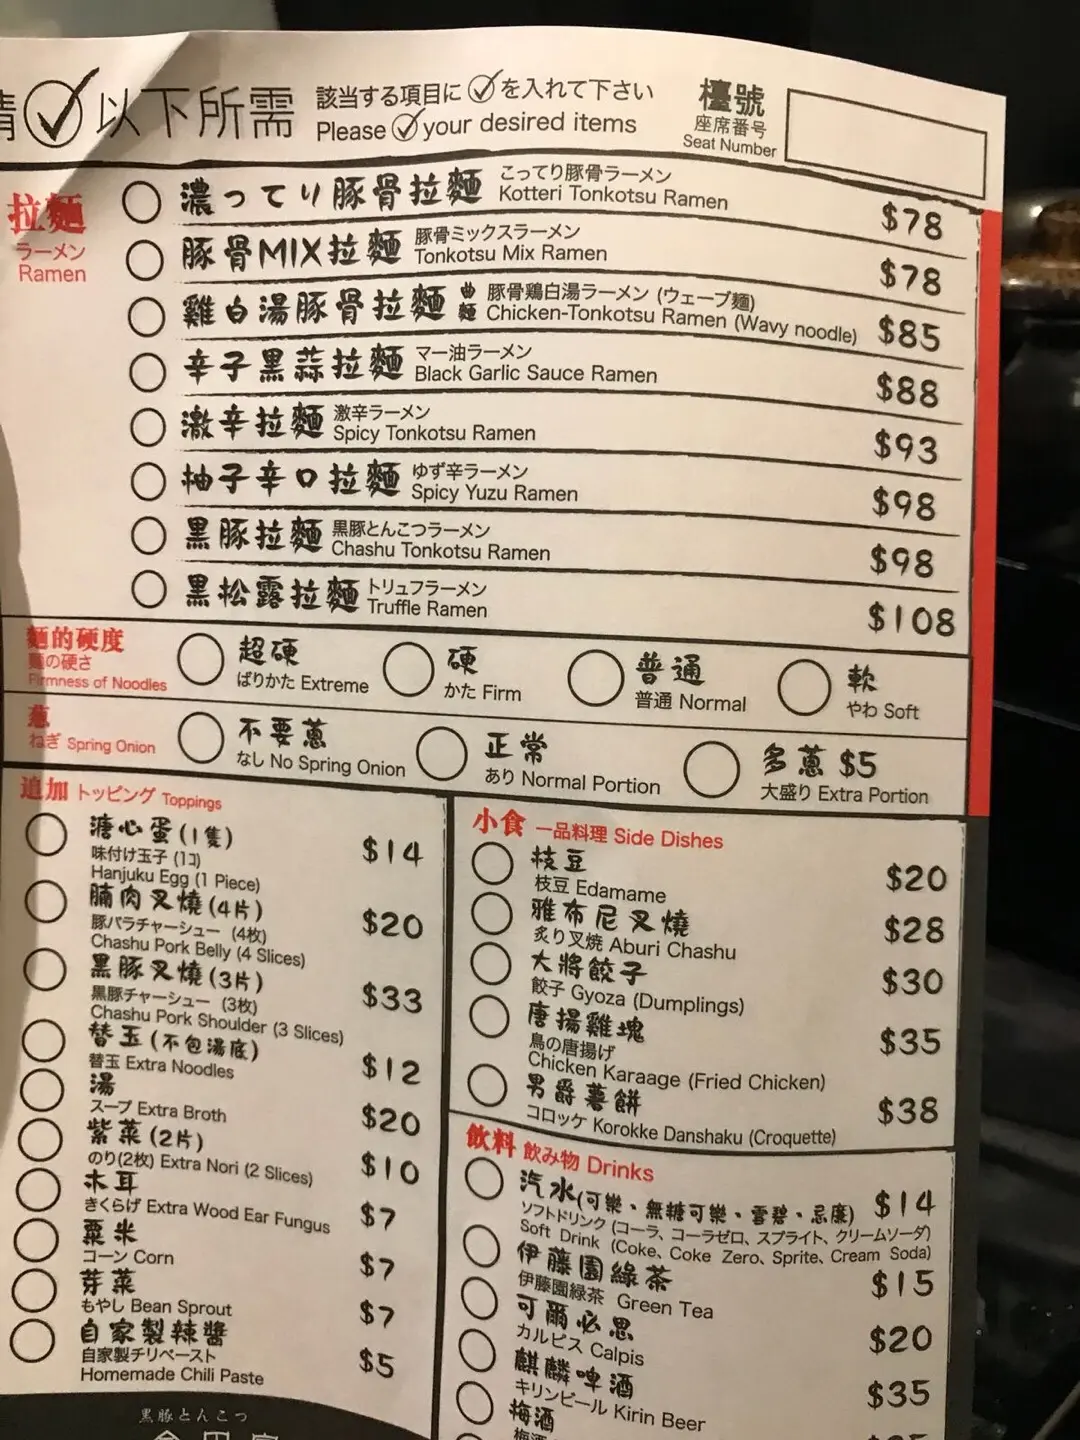 請 以下所需
該当する項目に を入れて下さい
Please your desired items
檯號
座席番号
Seat Number
拉麵
ラーメン
Ramen
濃ってり豚骨拉麵 こってり豚骨ラーメン
Kotteri Tonkotsu Ramen
$78
豚骨MIX拉麵 豚骨ミックスラーメン
Tonkotsu Mix Ramen
$78
雞白湯豚骨拉麵 曲麵 豚骨鶏白湯ラーメン (ウェーブ麺)
Chicken-Tonkotsu Ramen (Wavy noodle)
$85
辛子黑蒜拉麵 マー油ラーメン
Black Garlic Sauce Ramen
$88
激辛拉麵 激辛ラーメン
Spicy Tonkotsu Ramen
$93
柚子辛口拉麵 ゆず辛ラーメン
Spicy Yuzu Ramen
$98
黑豚拉麵 黒豚とんこつラーメン
Chashu Tonkotsu Ramen
$98
黑松露拉麵 トリュフラーメン
Truffle Ramen
$108
麵的硬度
麺の硬さ
Firmness of Noodles
超硬
ばりかた Extreme
硬
かた Firm
普通
普通 Normal
軟
やわ Soft
蔥
ねぎ Spring Onion
不要蔥
なし No Spring Onion
正常
あり Normal Portion
多蔥 $5
大盛り Extra Portion
追加 トッピング Toppings
溏心蛋(1隻)
味付け玉子 (1コ)
Hanjuku Egg (1 Piece)
$14
腩肉叉燒(4片)
豚バラチャーシュー (4枚)
Chashu Pork Belly (4 Slices)
$20
黑豚叉燒(3片)
黒豚チャーシュー (3枚)
Chashu Pork Shoulder (3 Slices)
$33
替玉(不包湯底)
替玉 Extra Noodles
$12
湯
スープ Extra Broth
$20
紫菜(2片)
のり(2枚) Extra Nori (2 Slices)
$10
木耳
きくらげ Extra Wood Ear Fungus
$7
粟米
コーン Corn
$7
芽菜
もやし Bean Sprout
$7
自家製辣醬
自家製チリペースト
Homemade Chili Paste
$5
黒豚とんこつ
小食 一品料理 Side Dishes
枝豆
枝豆 Edamame
$20
雅布尼叉燒
炙り叉焼 Aburi Chashu
$28
大將餃子
餃子 Gyoza (Dumplings)
$30
唐揚雞塊
鳥の唐揚げ
Chicken Karaage (Fried Chicken)
$35
男爵薯餅
コロッケ Korokke Danshaku (Croquette)
$38
飲料 飲み物 Drinks
汽水(可樂、無糖可樂、雪碧、忌廉)
ソフトドリンク (コーラ、コーラゼロ、スプライト、クリームソーダ)
Soft Drink (Coke、Coke Zero、Sprite、Cream Soda)
$14
伊藤園綠茶
伊藤園緑茶 Green Tea
$15
可爾必思
カルピス Calpis
$20
麒麟啤酒
キリンビール Kirin Beer
$35
梅酒